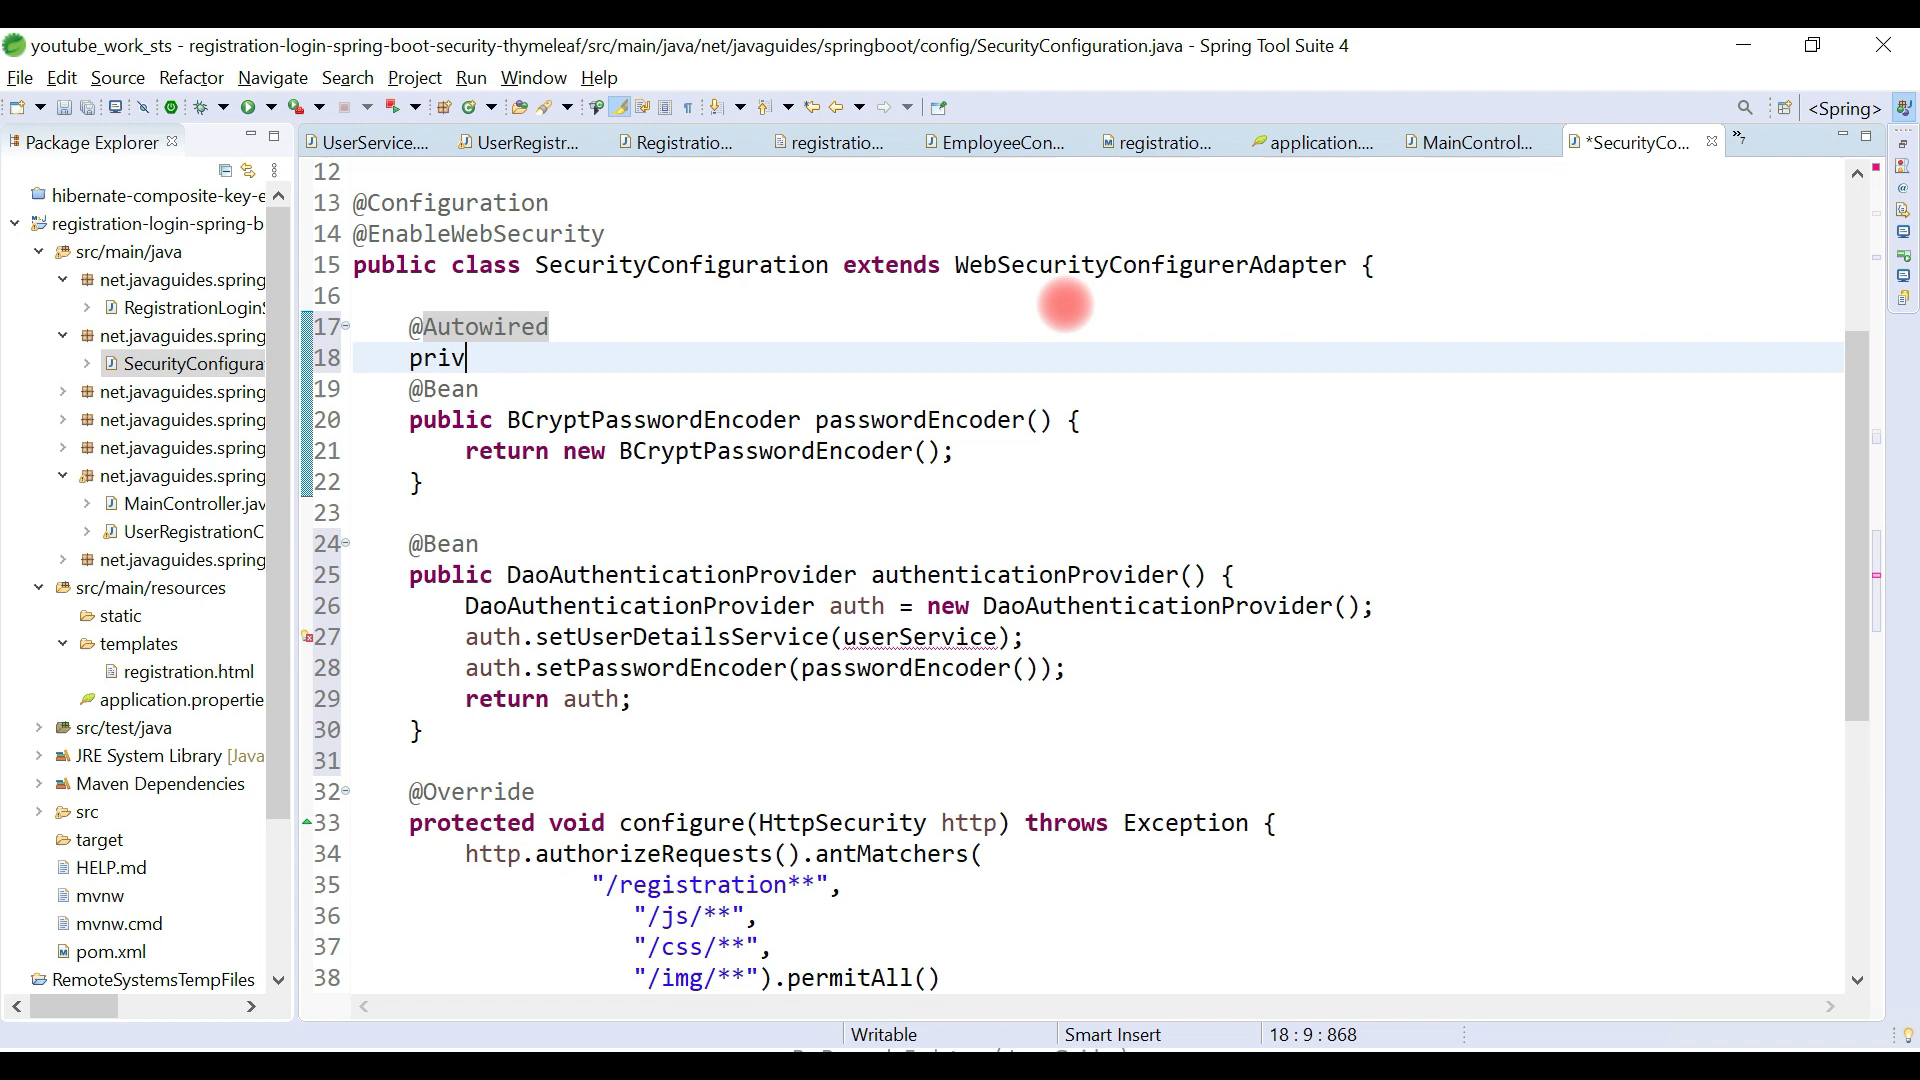 youtube_work_sts - registration-login-spring-boot-security-thymeleaf/src/main/java/net/javaguides/springboot/config/SecurityConfiguration.java - Spring Tool Suite 4
File Edit Source Refactor Navigate Search Project Run Window Help
<Spring>
Package Explorer
UserService.... UserRegistr... Registratio... registratio... EmployeeCon... registratio... application.... MainControl... *SecurityCo... »7
hibernate-composite-key-e
registration-login-spring-b
src/main/java
net.javaguides.spring
RegistrationLogin
net.javaguides.spring
SecurityConfigura
net.javaguides.spring
net.javaguides.spring
net.javaguides.spring
net.javaguides.spring
MainController.jav
UserRegistrationC
net.javaguides.spring
src/main/resources
static
templates
registration.html
application.propertie
src/test/java
JRE System Library [Java
Maven Dependencies
src
target
HELP.md
mvnw
mvnw.cmd
pom.xml
RemoteSystemsTempFiles
12
13 @Configuration
14 @EnableWebSecurity
15 public class SecurityConfiguration extends WebSecurityConfigurerAdapter {
16
17 @Autowired
18 priv
19 @Bean
20 public BCryptPasswordEncoder passwordEncoder() {
21 return new BCryptPasswordEncoder();
22 }
23
24 @Bean
25 public DaoAuthenticationProvider authenticationProvider() {
26 DaoAuthenticationProvider auth = new DaoAuthenticationProvider();
27 auth.setUserDetailsService(userService);
28 auth.setPasswordEncoder(passwordEncoder());
29 return auth;
30 }
31
32 @Override
33 protected void configure(HttpSecurity http) throws Exception {
34 http.authorizeRequests().antMatchers(
35 "/registration**",
36 "/js/**",
37 "/css/**",
38 "/img/**").permitAll()
Writable Smart Insert 18 : 9 : 868